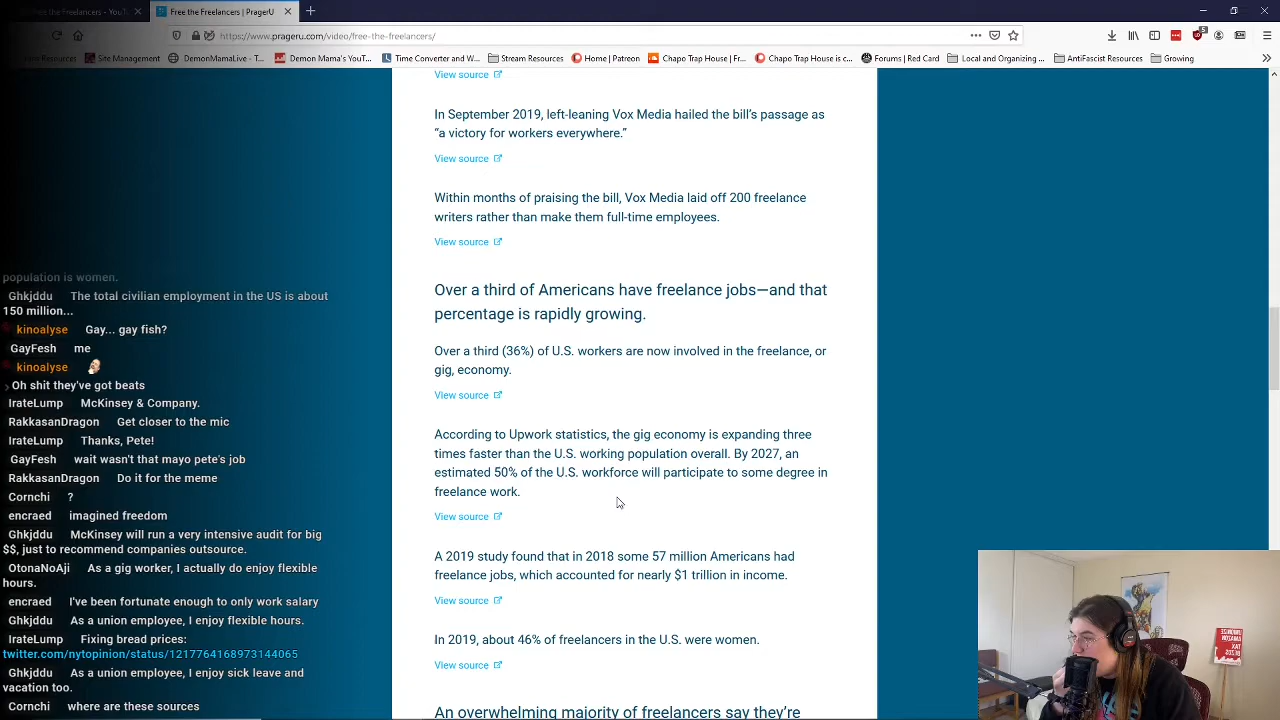 Freelancers - YouT
Free the Freelancers | PragerU
https://www.prageru.com/video/free-the-freelancers/
Resources
Site Management
DemonMamaLive - T...
Demon Mama's YouT...
Time Converter and W...
Stream Resources
Home | Patreon
Chapo Trap House | Fr...
Chapo Trap House is c...
Forums | Red Card
Local and Organizing ...
AntiFascist Resources
Growing
View source
In September 2019, left-leaning Vox Media hailed the bill's passage as
“a victory for workers everywhere.”
View source
Within months of praising the bill, Vox Media laid off 200 freelance
writers rather than make them full-time employees.
View source
Over a third of Americans have freelance jobs—and that
percentage is rapidly growing.
Over a third (36%) of U.S. workers are now involved in the freelance, or
gig, economy.
View source
According to Upwork statistics, the gig economy is expanding three
times faster than the U.S. working population overall. By 2027, an
estimated 50% of the U.S. workforce will participate to some degree in
freelance work.
View source
A 2019 study found that in 2018 some 57 million Americans had
freelance jobs, which accounted for nearly $1 trillion in income.
View source
In 2019, about 46% of freelancers in the U.S. were women.
View source
An overwhelming majority of freelancers say they're
population is women.
Ghkjddu The total civilian employment in the US is about
150 million...
kinoalyse Gay... gay fish?
GayFesh me
kinoalyse
Oh shit they've got beats
IrateLump McKinsey & Company.
RakkasanDragon Get closer to the mic
IrateLump Thanks, Pete!
GayFesh wait wasn't that mayo pete's job
RakkasanDragon Do it for the meme
Cornchi ?
encraed imagined freedom
Ghkjddu McKinsey will run a very intensive audit for big
$$, just to recommend companies outsource.
OtonaNoAji As a gig worker, I actually do enjoy flexible
hours.
encraed I've been fortunate enough to only work salary
Ghkjddu As a union employee, I enjoy flexible hours.
IrateLump Fixing bread prices:
twitter.com/nytopinion/status/1217764168973144065
Ghkjddu As a union employee, I enjoy sick leave and
vacation too.
Cornchi where are these sources